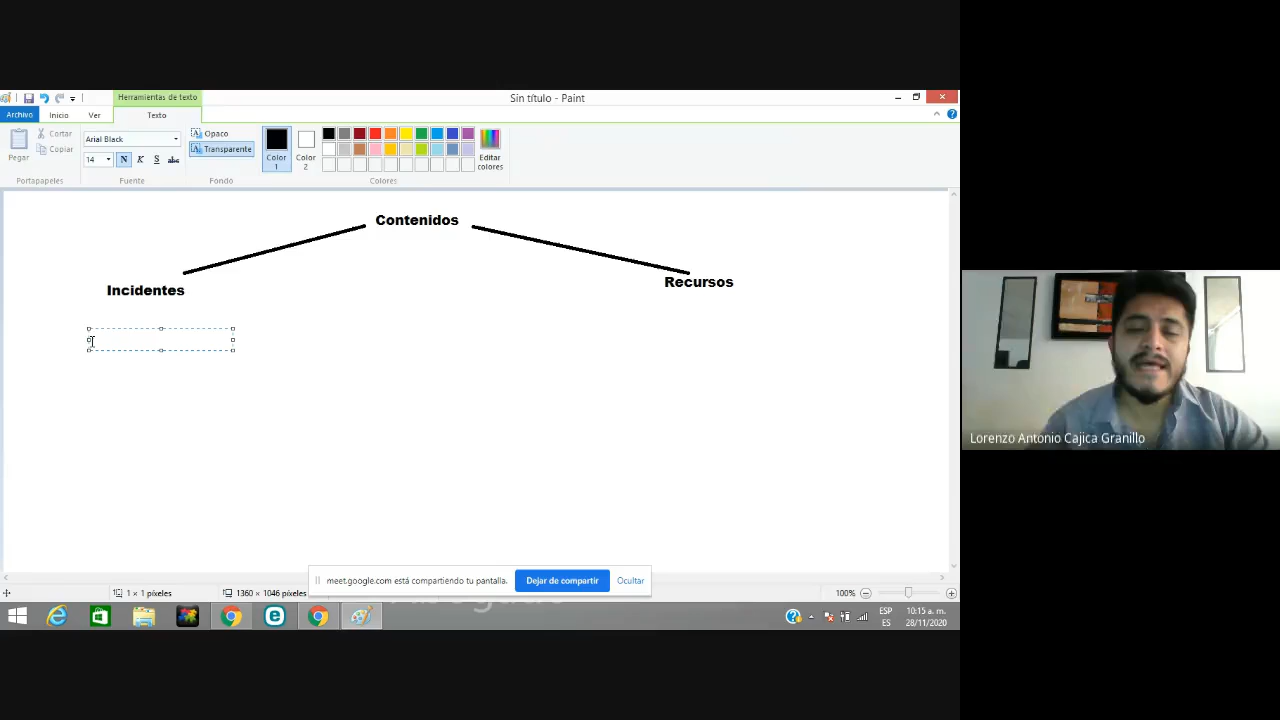 Herramientas de texto
Sin título - Paint
Archivo Inicio Ver Texto
Pegar
Cortar
Copiar
Portapapeles
Arial Black
14 N K S abc
Fuente
Opaco
Transparente
Fondo
Color 1
Color 2
Editar colores
Colores
Contenidos
Incidentes
Recursos
Lorenzo Antonio Cajica Granillo
meet.google.com está compartiendo tu pantalla.
Dejar de compartir
Ocultar
1 × 1 píxeles
1360 × 1046 píxeles
100%
ESP
ES
10:15 a. m.
28/11/2020